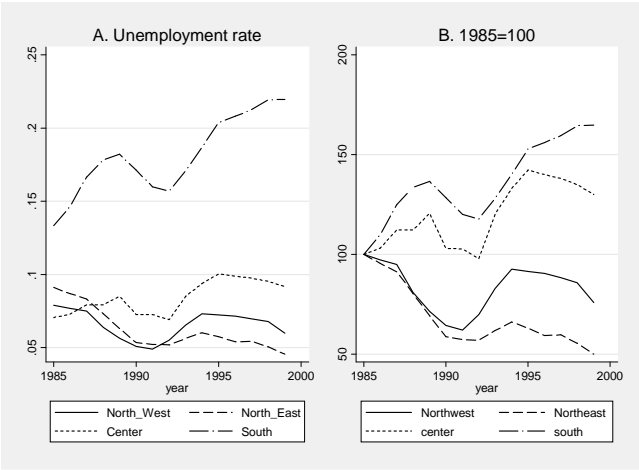 A. Unemployment rate
.25
.2
.15
.1
.05
1985 1990 1995 2000
year
North_West North_East
Center South
B. 1985=100
200
150
100
50
1985 1990 1995 2000
year
Northwest Northeast
center south